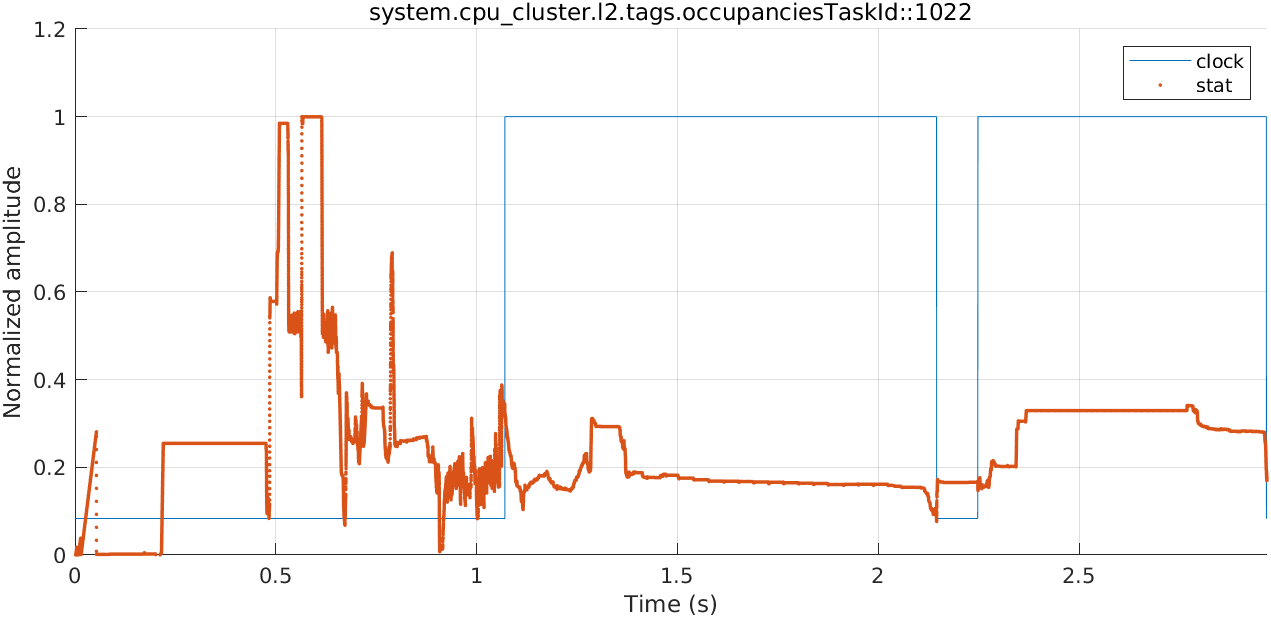 system.cpu_cluster.l2.tags.occupanciesTaskId::1022
Normalized amplitude
1.2
1
0.8
0.6
0.4
0.2
0
0 0.5 1 1.5 2 2.5
Time (s)
clock
stat